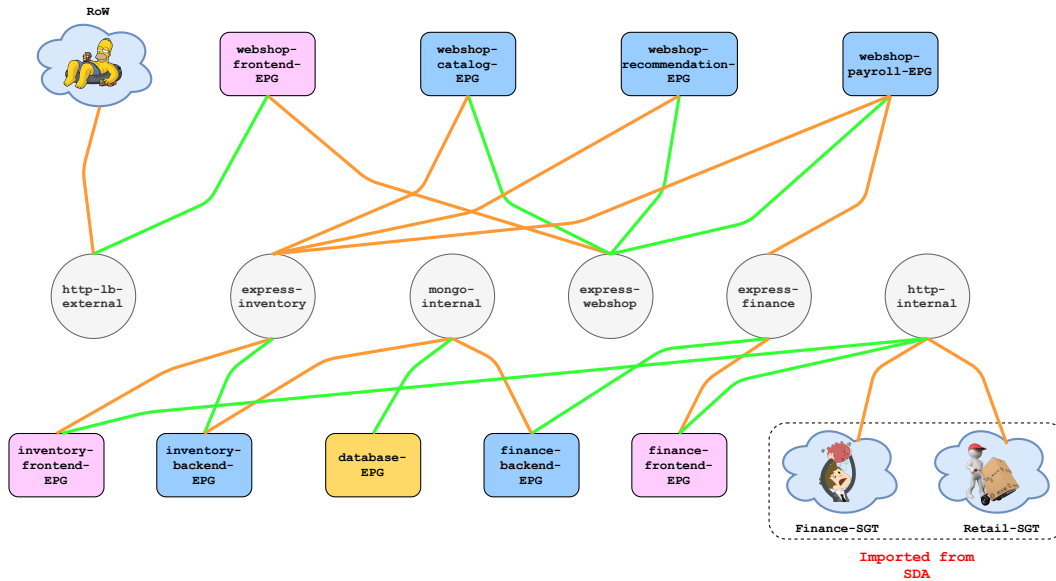 RoW
webshop-
frontend-
EPG
webshop-
catalog-
EPG
webshop-
recommendation-
EPG
webshop-
payroll-EPG
http-lb-
external
express-
inventory
mongo-
internal
express-
webshop
express-
finance
http-
internal
inventory-
frontend-
EPG
inventory-
backend-
EPG
database-
EPG
finance-
backend-
EPG
finance-
frontend-
EPG
Finance-SGT
Retail-SGT
Imported from
SDA